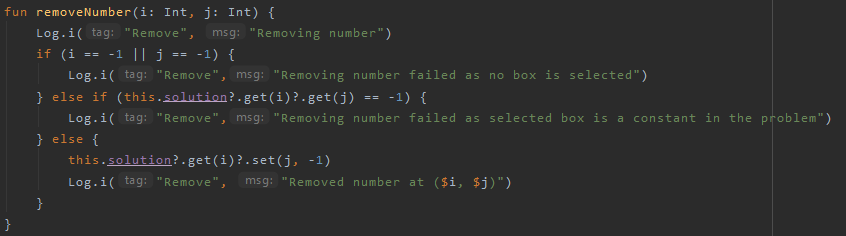 fun removeNumber(i: Int, j: Int) {
    Log.i( tag: "Remove",  msg: "Removing number")
    if (i == -1 || j == -1) {
        Log.i( tag: "Remove", msg: "Removing number failed as no box is selected")
    } else if (this.solution?.get(i)?.get(j) == -1) {
        Log.i( tag: "Remove", msg: "Removing number failed as selected box is a constant in the problem")
    } else {
        this.solution?.get(i)?.set(j, -1)
        Log.i( tag: "Remove",  msg: "Removed number at ($i, $j)")
    }
}